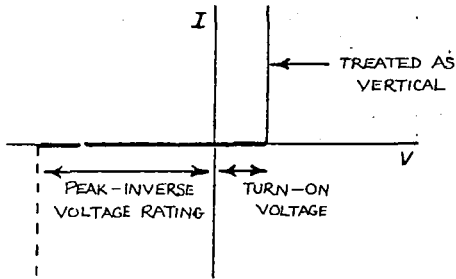 I
TREATED AS
VERTICAL
V
PEAK-INVERSE
VOLTAGE RATING
TURN-ON
VOLTAGE